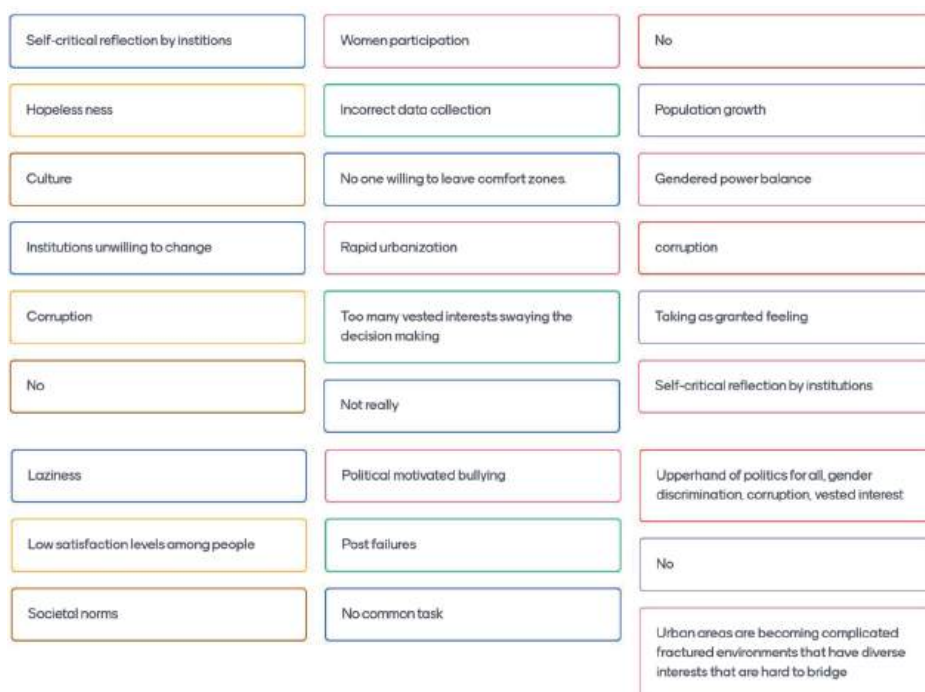 Self-critical reflection by institions
Hopeless ness
Culture
Institutions unwilling to change
Corruption
No
Women participation
Incorrect data collection
No one willing to leave comfort zones.
Rapid urbanization
Too many vested interests swaying the
decision making
Not really
No
Population growth
Gendered power balance
corruption
Taking as granted feeling
Self-critical reflection by institutions
Laziness
Low satisfaction levels among people
Societal norms
Political motivated bullying
Post failures
No common task
Upperhand of politics for all, gender
discrimination, corruption, vested interest
No
Urban areas are becoming complicated
fractured environments that have diverse
interests that are hard to bridge